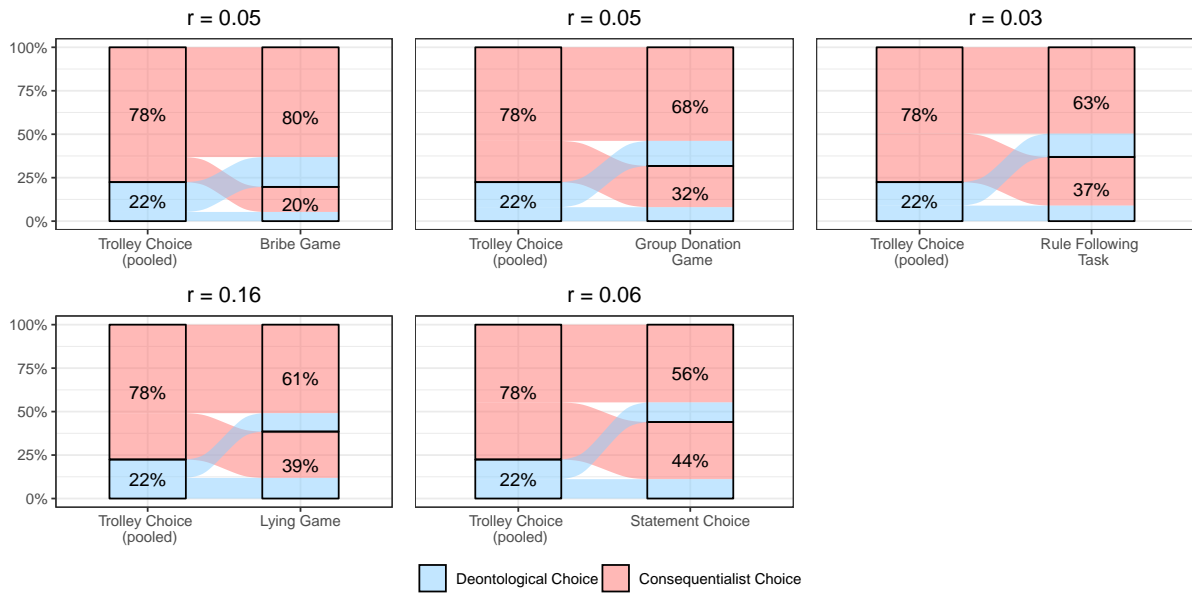 r = 0.05
r = 0.05
r = 0.03
100%
75%
50%
25%
0%
78%
22%
80%
20%
78%
22%
68%
32%
78%
22%
63%
37%
Trolley Choice
(pooled)
Bribe Game
Trolley Choice
(pooled)
Group Donation
Game
Trolley Choice
(pooled)
Rule Following
Task
r = 0.16
r = 0.06
100%
75%
50%
25%
0%
78%
22%
61%
39%
78%
22%
56%
44%
Trolley Choice
(pooled)
Lying Game
Trolley Choice
(pooled)
Statement Choice
Deontological Choice
Consequentialist Choice